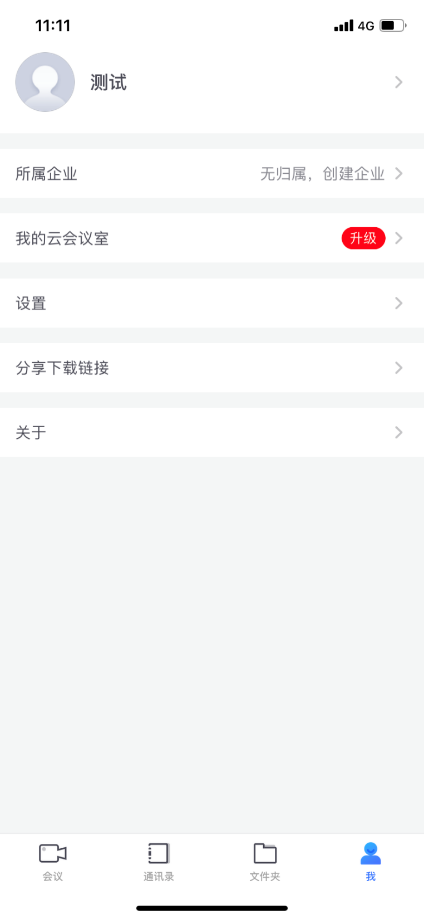 11:11
4G
测试
所属企业
无归属，创建企业
我的云会议室
升级
设置
分享下载链接
关于
会议
通讯录
文件夹
我